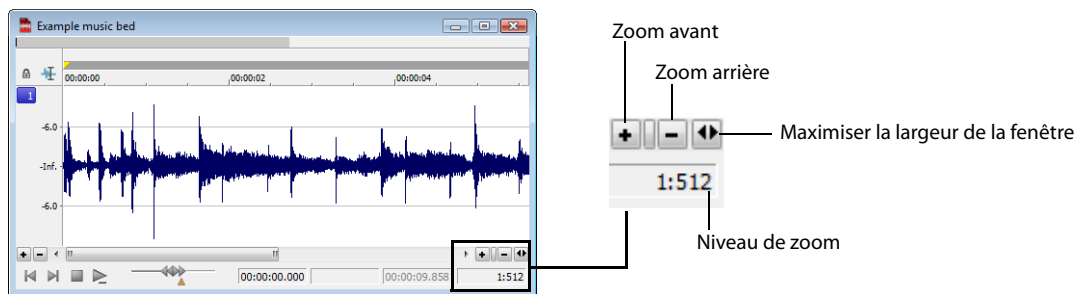 Example music bed
00:00:00
00:00:02
00:00:04
1
-6.0
-Inf.
-6.0
00:00:00.000
00:00:09.858
1:512
Zoom avant
Zoom arrière
Maximiser la largeur de la fenêtre
1:512
Niveau de zoom